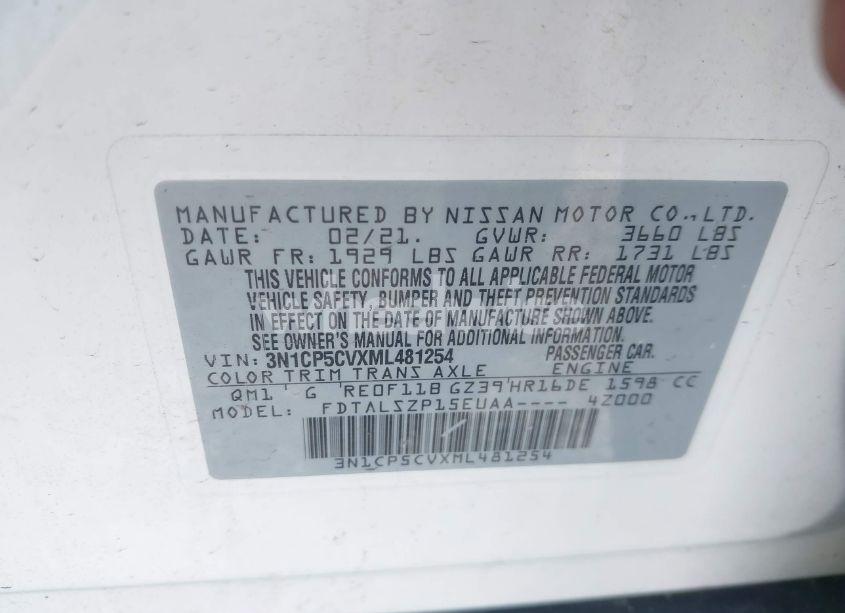 MANUFACTURED BY NISSAN MOTOR CO., LTD.
DATE: 02/21. GVWR: 3660 LBS
GAWR FR: 1929 LBS GAWR RR: 1731 LBS
THIS VEHICLE CONFORMS TO ALL APPLICABLE FEDERAL MOTOR
VEHICLE SAFETY, BUMPER AND THEFT PREVENTION STANDARDS
IN EFFECT ON THE DATE OF MANUFACTURE SHOWN ABOVE.
SEE OWNER'S MANUAL FOR ADDITIONAL INFORMATION.
VIN: 3N1CP5CVXML481254 PASSENGER CAR.
COLOR TRIM TRANS AXLE ENGINE
QM1 G RE0F11B GZ39 HR16DE 1598 CC
MODEL: FDTALSZP15EUAA---- 4Z000
3N1CP5CVXML481254